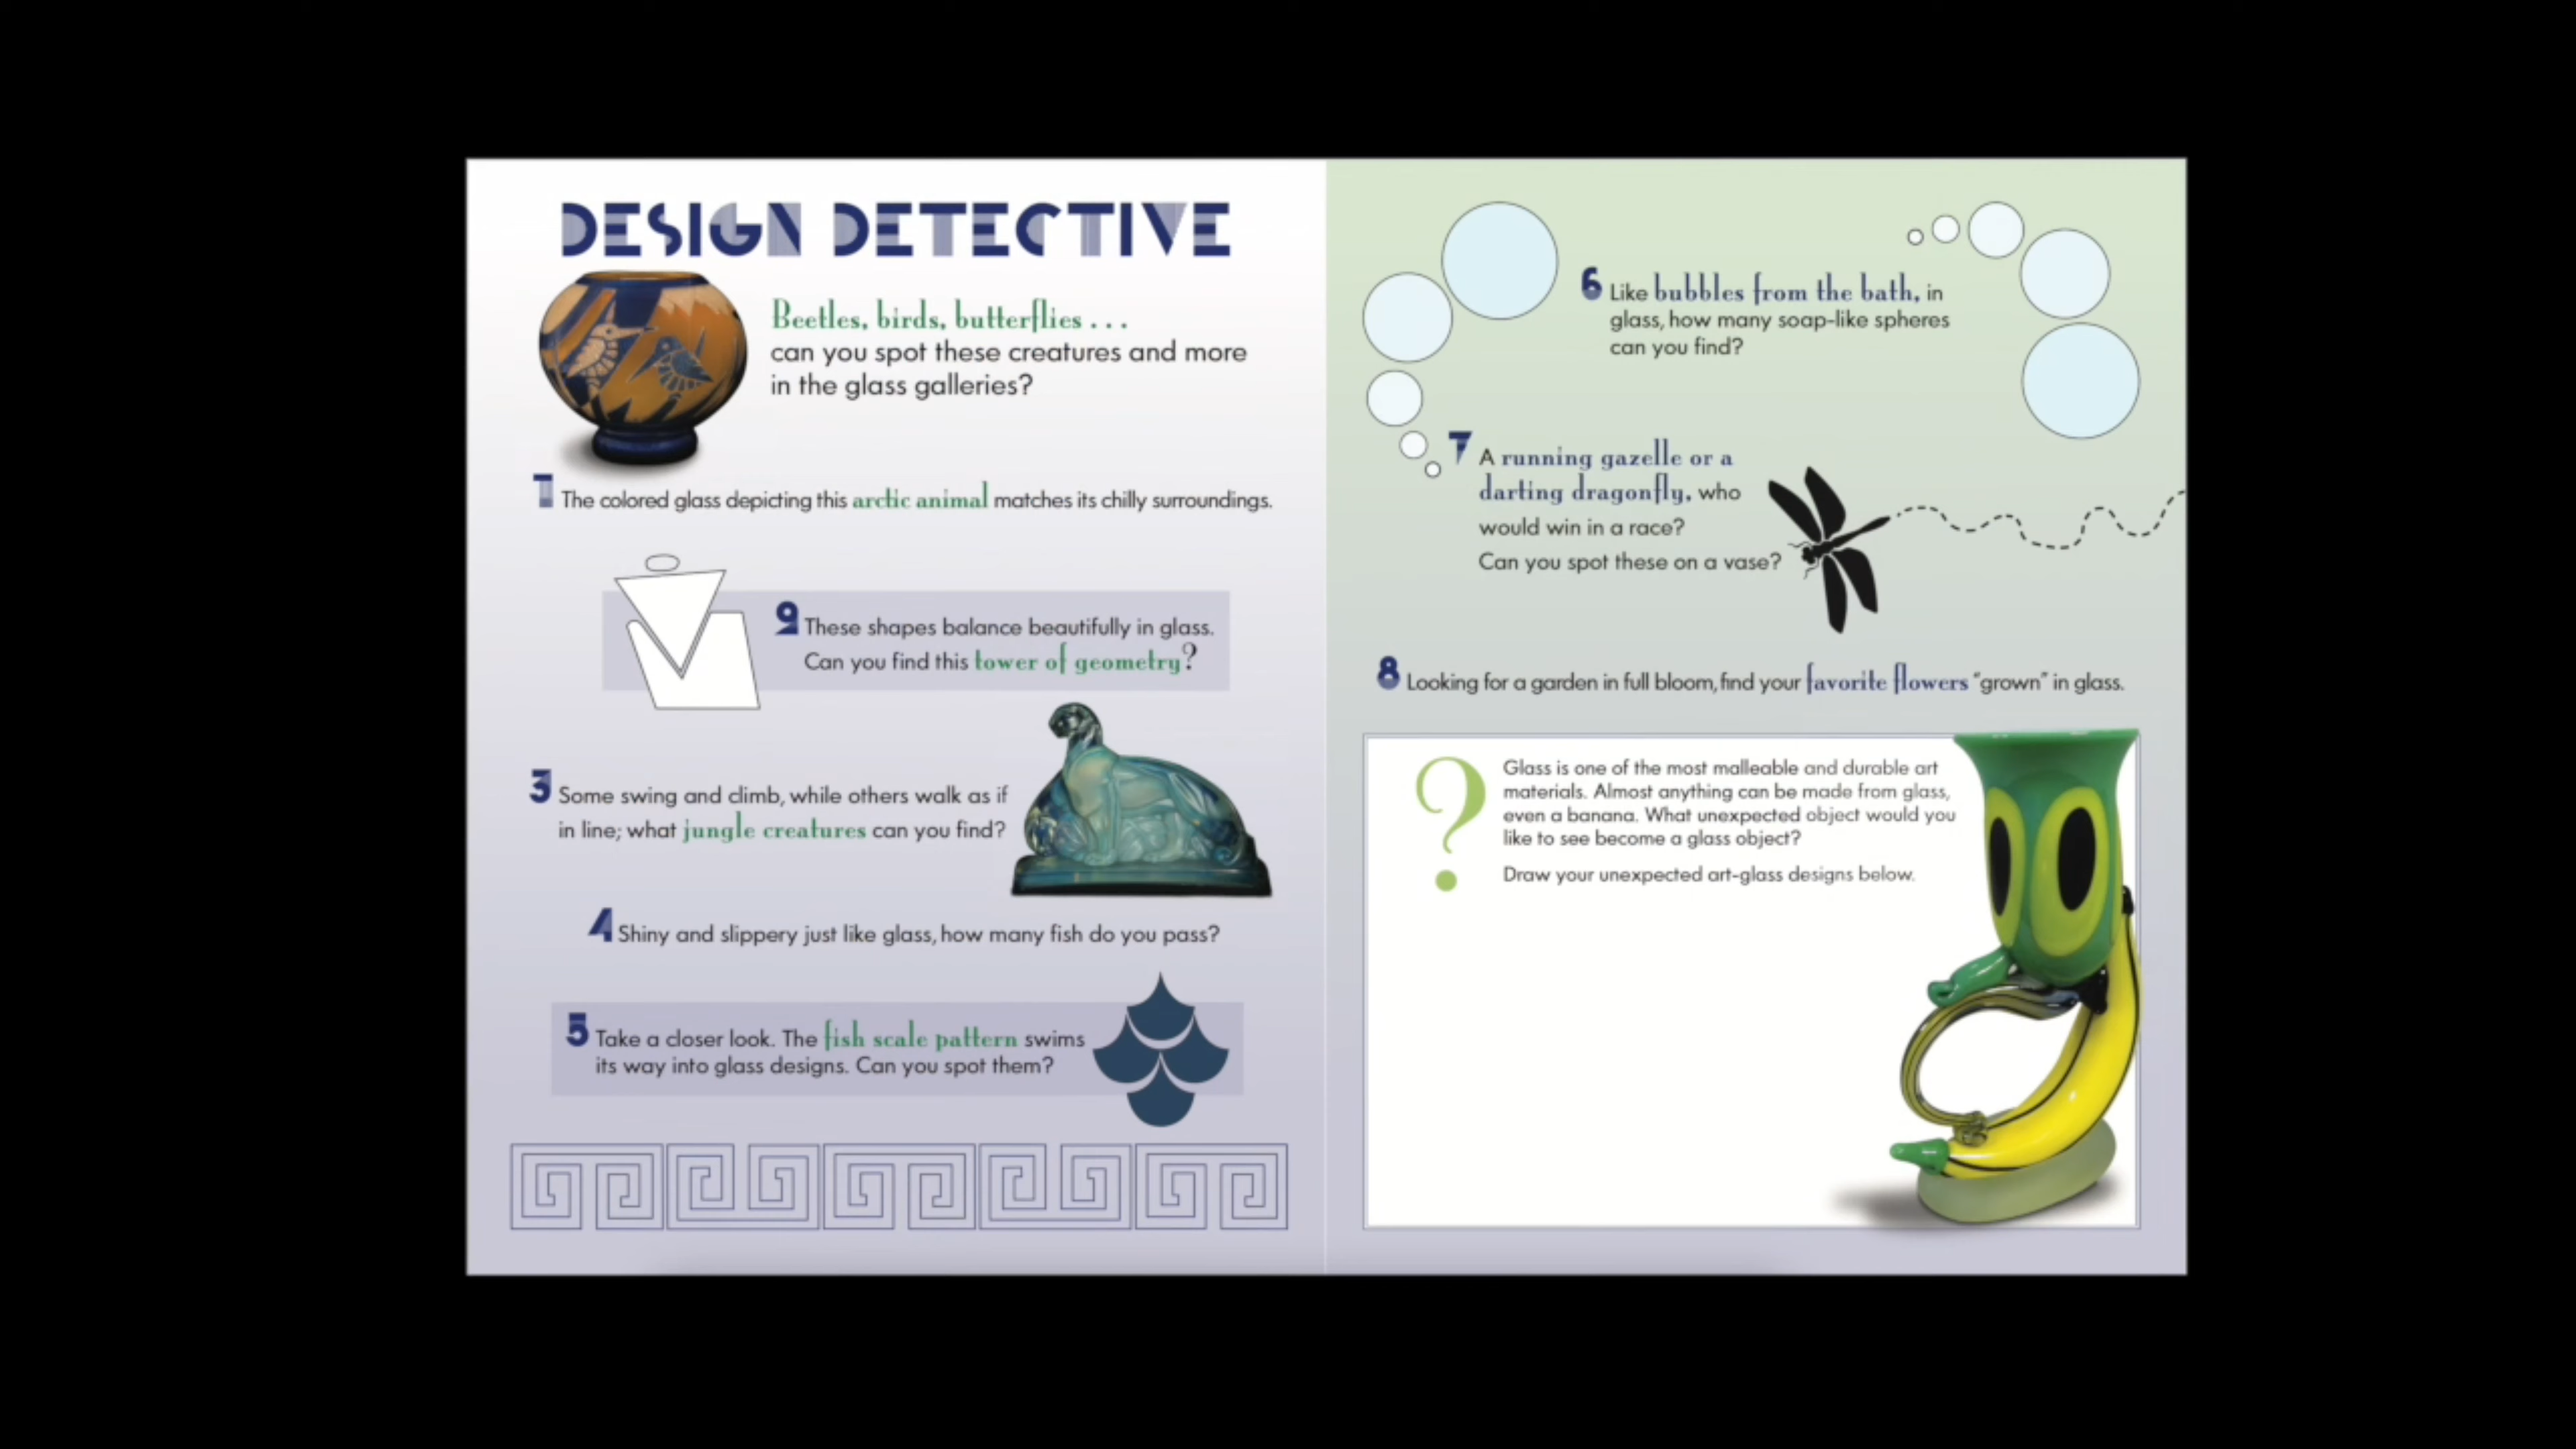 DESIGN DETECTIVE
Beetles, birds, butterflies . . .
can you spot these creatures and more
in the glass galleries?
1 The colored glass depicting this arctic animal matches its chilly surroundings.
2 These shapes balance beautifully in glass.
Can you find this tower of geometry?
3 Some swing and climb, while others walk as if
in line; what jungle creatures can you find?
4 Shiny and slippery just like glass, how many fish do you pass?
5 Take a closer look. The fish scale pattern swims
its way into glass designs. Can you spot them?
6 Like bubbles from the bath, in
glass, how many soap-like spheres
can you find?
7 A running gazelle or a
darting dragonfly, who
would win in a race?
Can you spot these on a vase?
8 Looking for a garden in full bloom, find your favorite flowers "grown" in glass.
?
Glass is one of the most malleable and durable art
materials. Almost anything can be made from glass,
even a banana. What unexpected object would you
like to see become a glass object?
Draw your unexpected art-glass designs below.